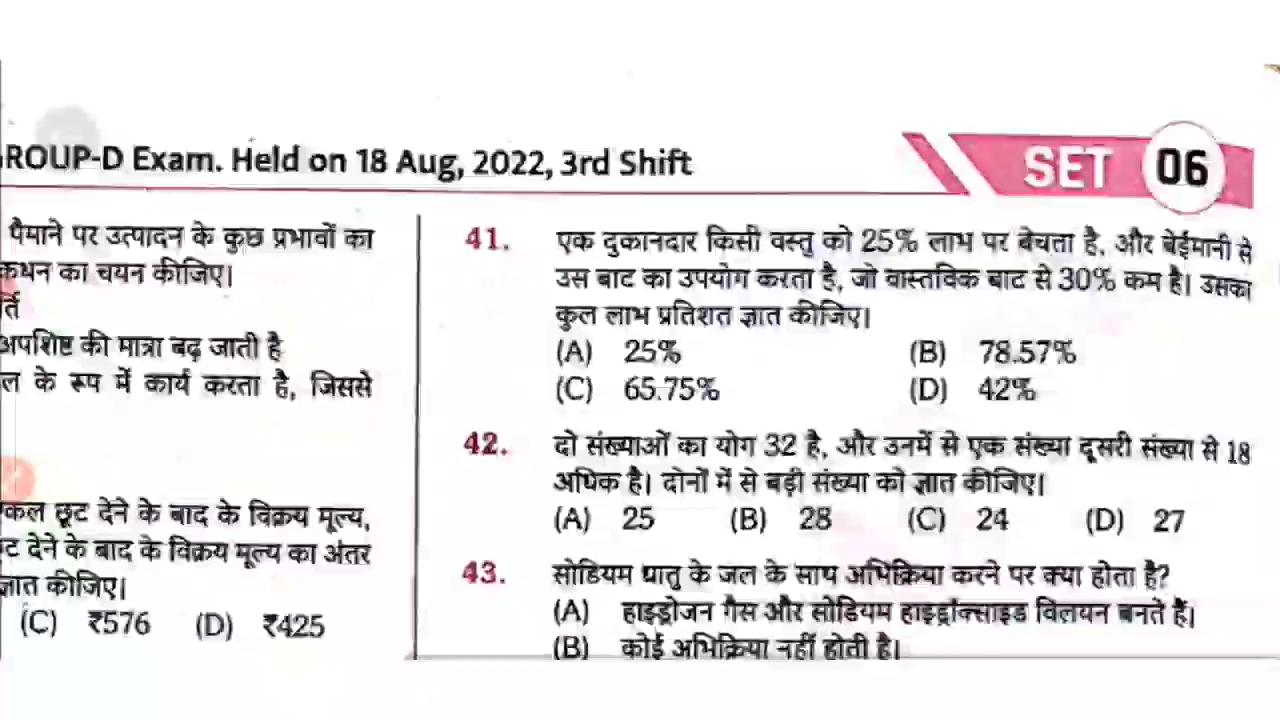 ROUP-D Exam. Held on 18 Aug, 2022, 3rd Shift
SET 06
पैमाने पर उत्पादन के कुछ प्रभावों का
कथन का चयन कीजिए।
र्ति
अपशिष्ट की मात्रा बढ़ जाती है
ल के रूप में कार्य करता है, जिससे
कल छूट देने के बाद के विक्रय मूल्य,
ट देने के बाद के विक्रय मूल्य का अंतर
ज्ञात कीजिए।
(C) ₹576 (D) ₹425
41. एक दुकानदार किसी वस्तु को 25% लाभ पर बेचता है, और बेईमानी से
उस बाट का उपयोग करता है, जो वास्तविक बाट से 30% कम है। उसका
कुल लाभ प्रतिशत ज्ञात कीजिए।
(A) 25% (B) 78.57%
(C) 65.75% (D) 42%
42. दो संख्याओं का योग 32 है, और उनमें से एक संख्या दूसरी संख्या से 18
अधिक है। दोनों में से बड़ी संख्या को ज्ञात कीजिए।
(A) 25 (B) 28 (C) 24 (D) 27
43. सोडियम धातु के जल के साथ अभिक्रिया करने पर क्या होता है?
(A) हाइड्रोजन गैस और सोडियम हाइड्रॉक्साइड विलयन बनते हैं।
(B) कोई अभिक्रिया नहीं होती है।